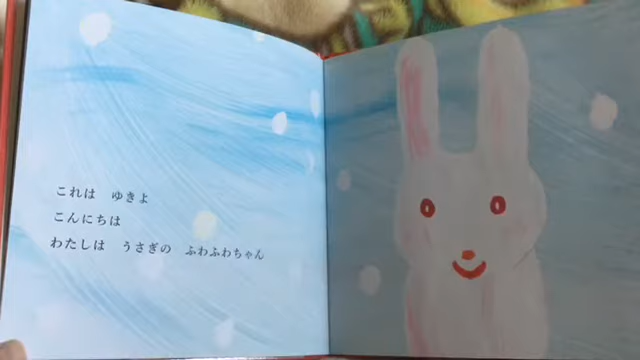 これは　ゆきよ
こんにちは
わたしは　うさぎの　ふわふわちゃん